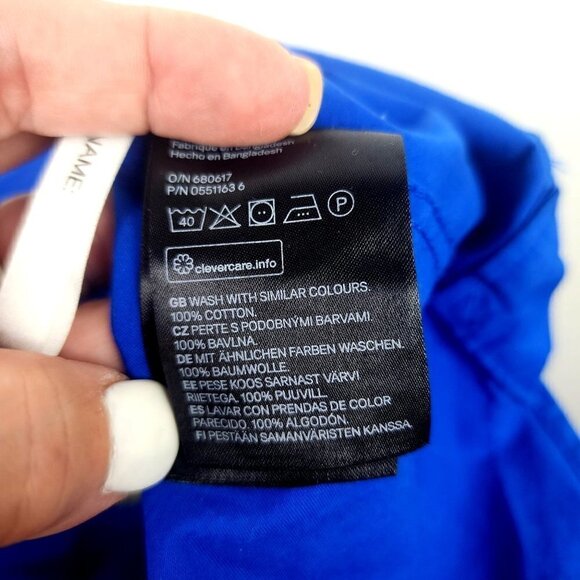 NAME:
Fabriqué en Bangladesh
Hecho en Bangladesh
O/N 680617
P/N 0551163 6
40
P
clevercare.info
GB WASH WITH SIMILAR COLOURS.
100% COTTON.
CZ PERTE S PODOBNÝMI BARVAMI
100% BAVLNA.
DE MIT ÄHNLICHEN FARBEN WASCHEN.
100% BAUMWOLLE.
EE PESE KOOS SARNAST VÄRVI
RIIETEGA. 100% PUUVILL.
ES LAVAR CON PRENDAS DE COLOR
PARECIDO. 100% ALGODÓN.
FI PESTÄÄN SAMANVÄRISTEN KANSSA.